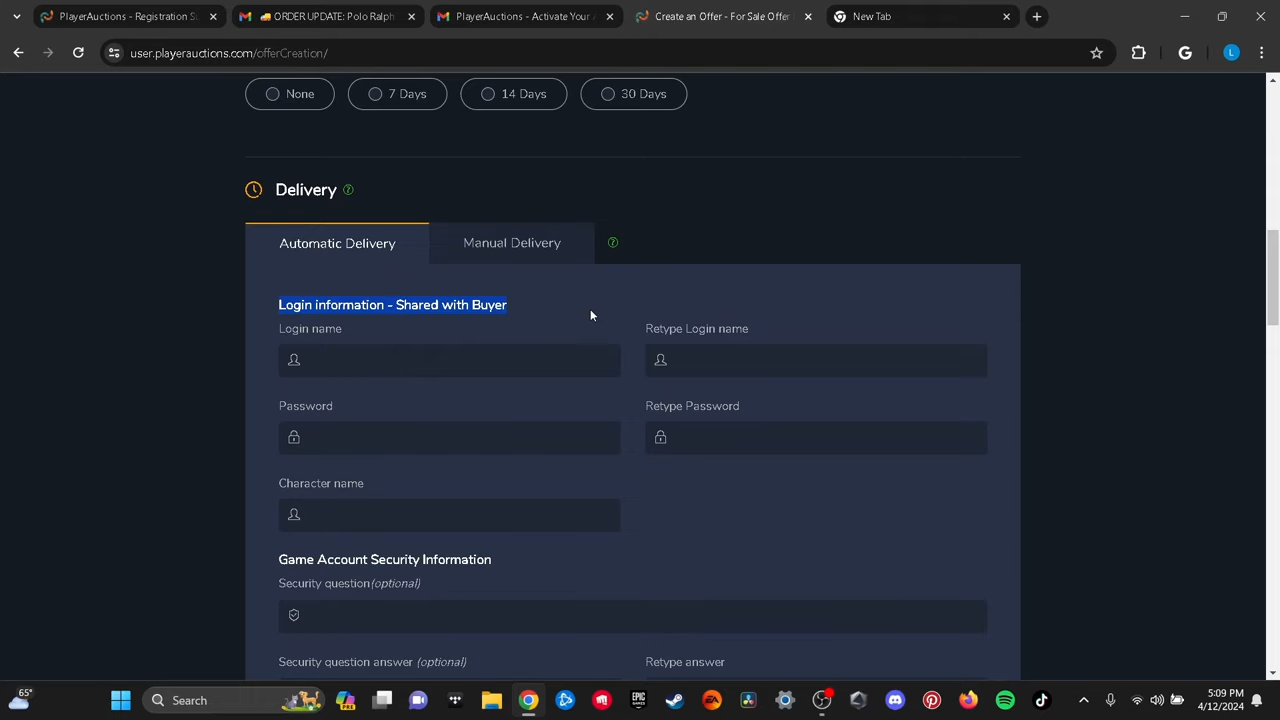 PlayerAuctions - Registration Su
🚚 ORDER UPDATE: Polo Ralph
PlayerAuctions - Activate Your A
Create an Offer - For Sale Offer
New Tab
user.playerauctions.com/offerCreation/
L
None
7 Days
14 Days
30 Days
Delivery
Automatic Delivery
Manual Delivery
Login information - Shared with Buyer
Login name
Retype Login name
Password
Retype Password
Character name
Game Account Security Information
Security question(optional)
Security question answer (optional)
Retype answer
65°
Search
5:09 PM
4/12/2024